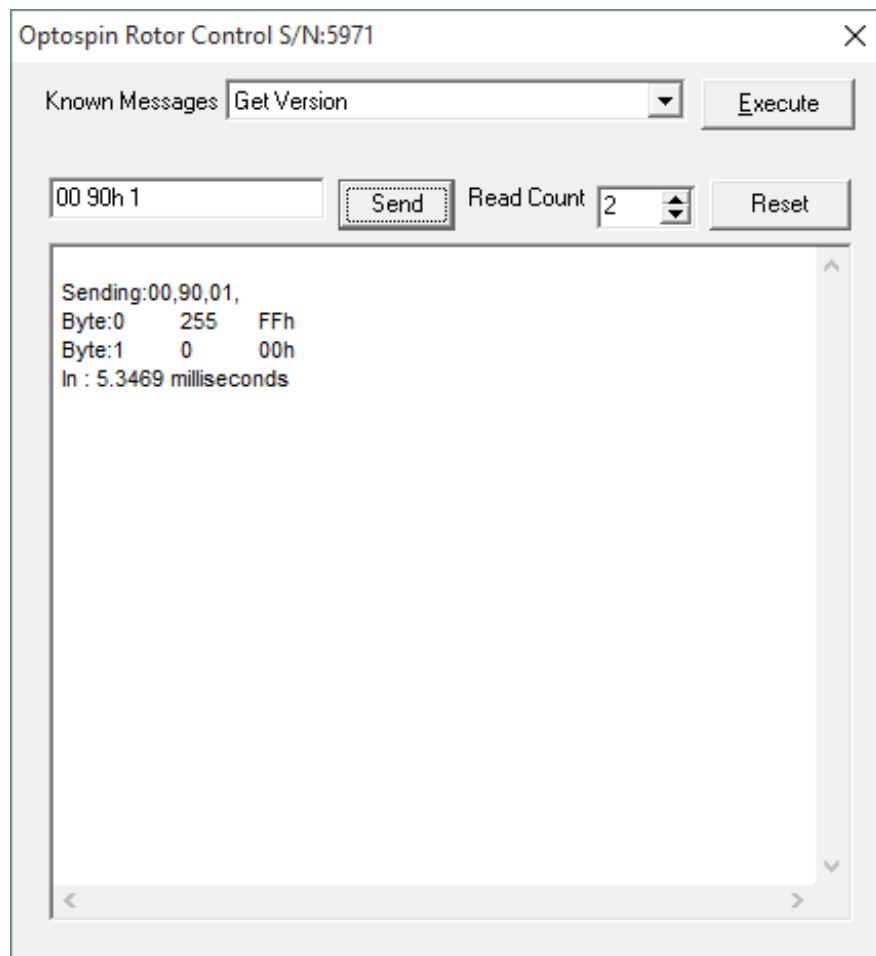 Optospin Rotor Control S/N:5971
Known Messages Get Version Execute
00 90h 1 Send Read Count 2 Reset
Sending:00,90,01,
Byte:0 255 FFh
Byte:1 0 00h
In : 5.3469 milliseconds